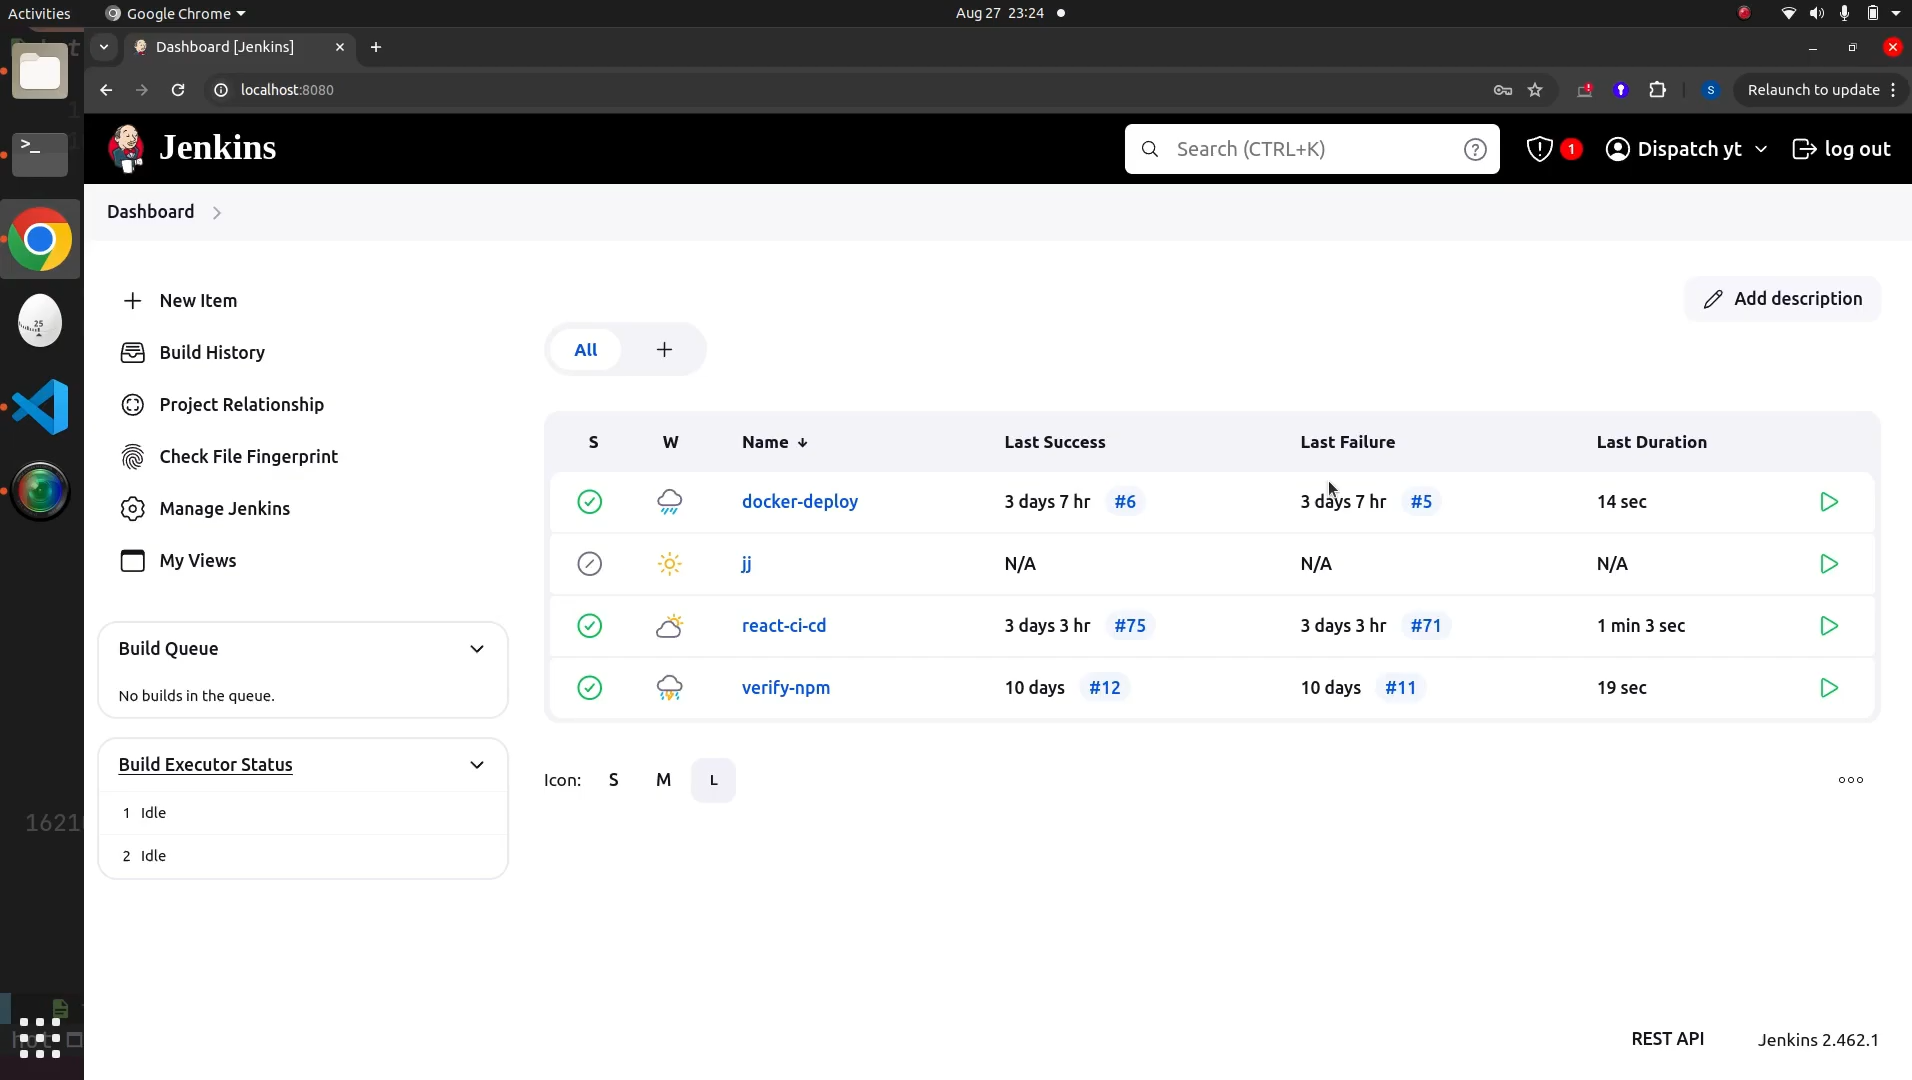 Activities Google Chrome Aug 27 23:24
Dashboard [Jenkins]
localhost:8080 S Relaunch to update
Jenkins Search (CTRL+K) ? 1 Dispatch yt log out
Dashboard
New Item
Add description
Build History
All +
Project Relationship
Check File Fingerprint
Manage Jenkins
My Views
S W Name ↓ Last Success Last Failure Last Duration
docker-deploy 3 days 7 hr #6 3 days 7 hr #5 14 sec
jj N/A N/A N/A
react-ci-cd 3 days 3 hr #75 3 days 3 hr #71 1 min 3 sec
verify-npm 10 days #12 10 days #11 19 sec
Build Queue
No builds in the queue.
Build Executor Status
1 Idle
2 Idle
Icon: S M L
25
1621
REST API Jenkins 2.462.1